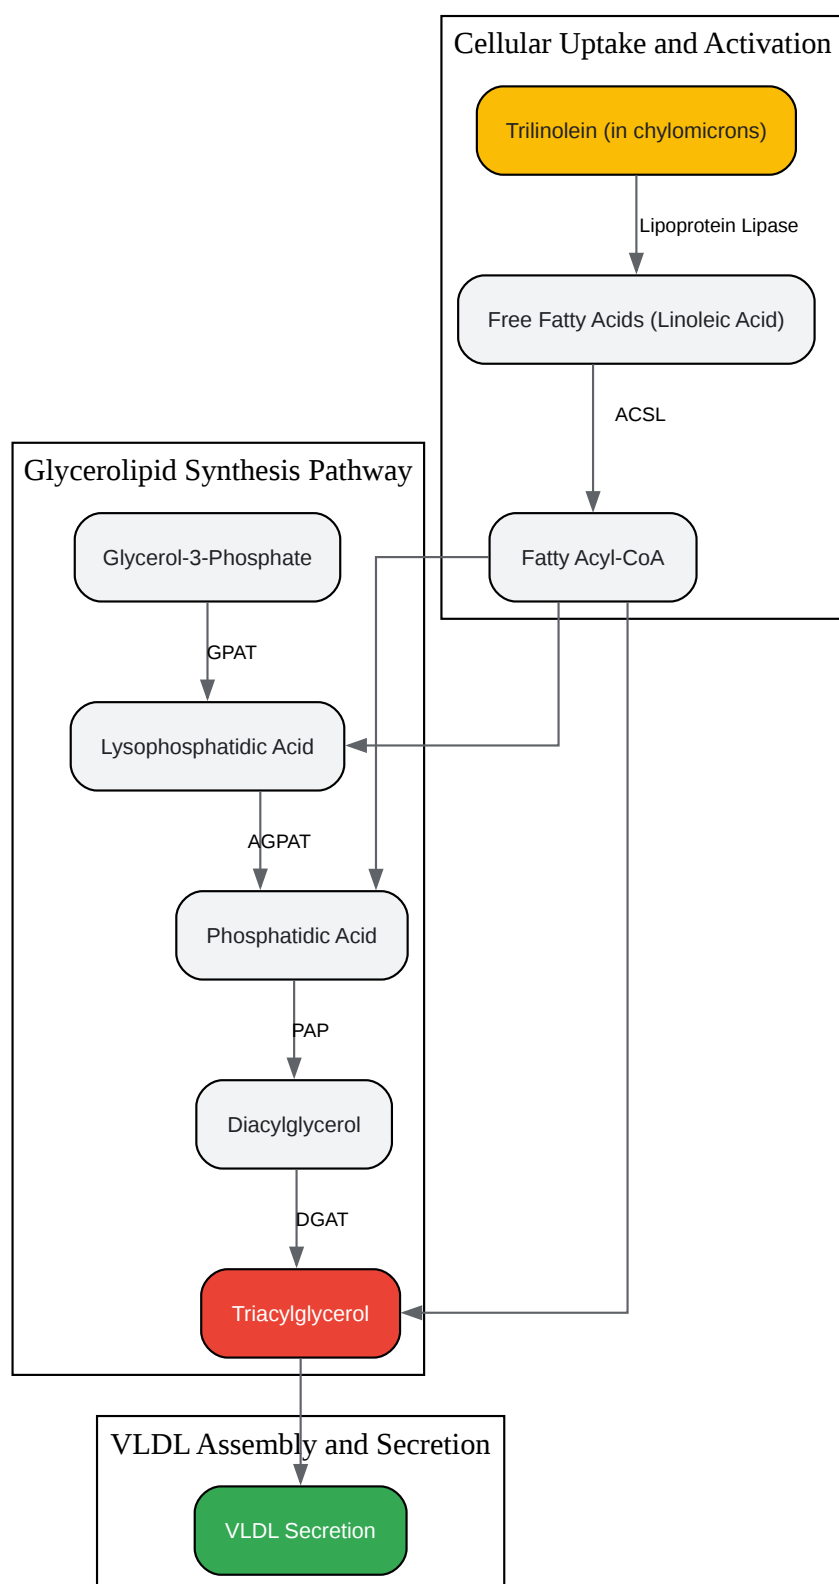 Cellular Uptake and Activation
Trilinolein (in chylomicrons)
Lipoprotein Lipase
Free Fatty Acids (Linoleic Acid)
ACSL
Fatty Acyl-CoA
Glycerolipid Synthesis Pathway
Glycerol-3-Phosphate
GPAT
Lysophosphatidic Acid
AGPAT
Phosphatidic Acid
PAP
Diacylglycerol
DGAT
Triacylglycerol
VLDL Assembly and Secretion
VLDL Secretion